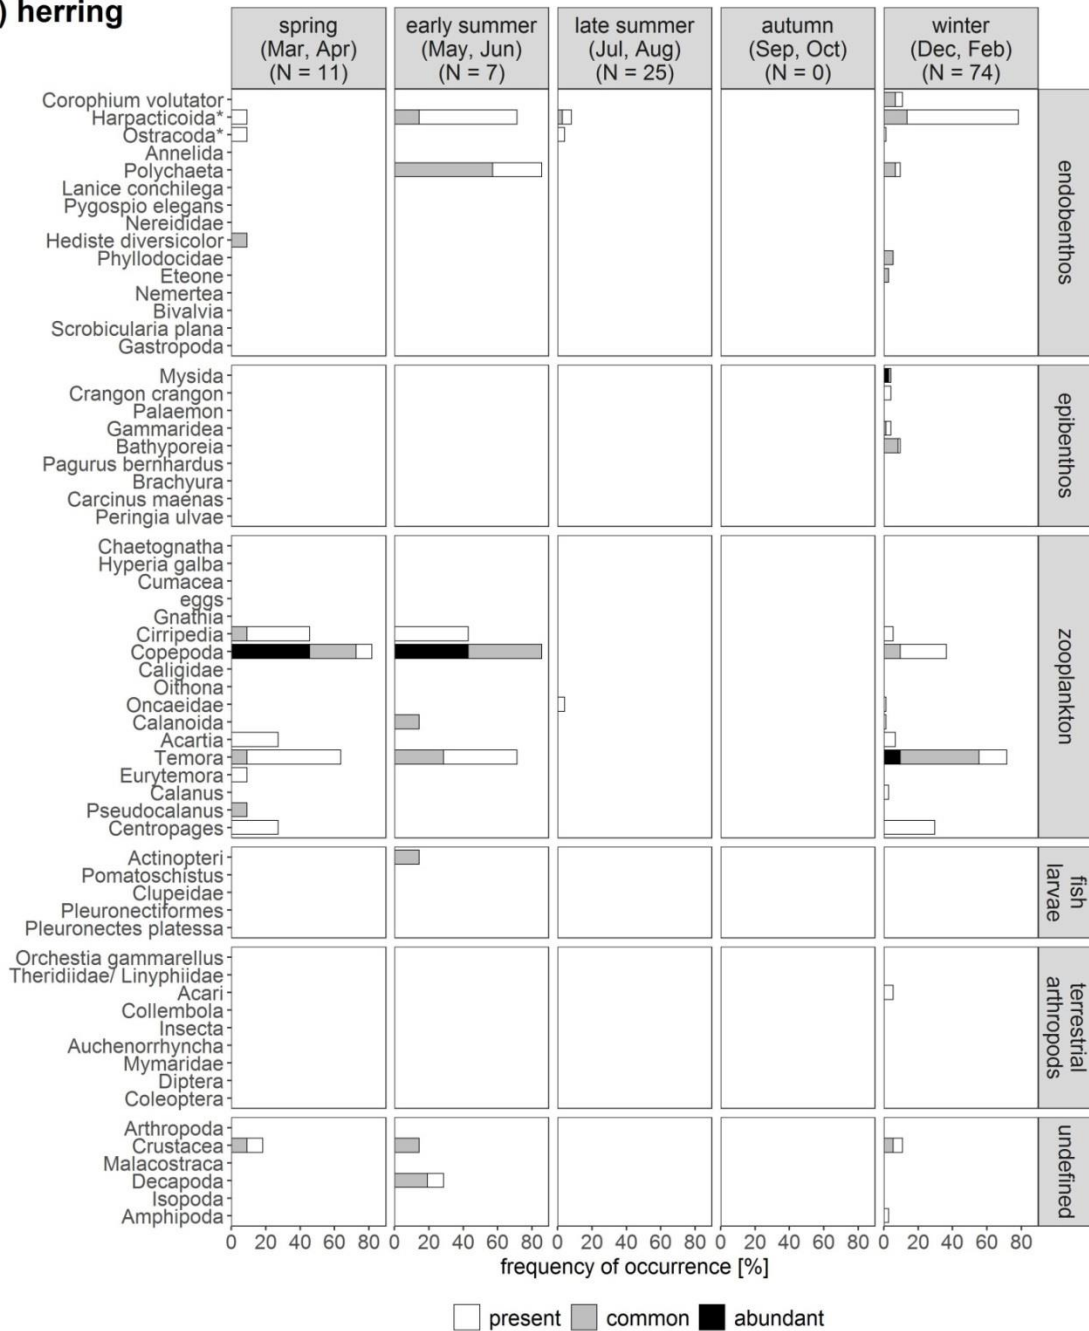 ) herring
spring
(Mar, Apr)
(N = 11)
early summer
(May, Jun)
(N = 7)
late summer
(Jul, Aug)
(N = 25)
autumn
(Sep, Oct)
(N = 0)
winter
(Dec, Feb)
(N = 74)
Corophium volutator
Harpacticoida*
Ostracoda*
Annelida
Polychaeta
Lanice conchilega
Pygospio elegans
Nereididae
Hediste diversicolor
Phyllodocidae
Eteone
Nemertea
Bivalvia
Scrobicularia plana
Gastropoda
endobenthos
Mysida
Crangon crangon
Palaemon
Gammaridea
Bathyporeia
Pagurus bernhardus
Brachyura
Carcinus maenas
Peringia ulvae
epibenthos
Chaetognatha
Hyperia galba
Cumacea
eggs
Gnathia
Cirripedia
Copepoda
Caligidae
Oithona
Oncaeidae
Calanoida
Acartia
Temora
Eurytemora
Calanus
Pseudocalanus
Centropages
zooplankton
Actinopteri
Pomatoschistus
Clupeidae
Pleuronectiformes
Pleuronectes platessa
fish
larvae
Orchestia gammarellus
Theridiidae/ Linyphiidae
Acari
Collembola
Insecta
Auchenorrhyncha
Mymaridae
Diptera
Coleoptera
terrestrial
arthropods
Arthropoda
Crustacea
Malacostraca
Decapoda
Isopoda
Amphipoda
undefined
0 20 40 60 80 0 20 40 60 80 0 20 40 60 80 0 20 40 60 80 0 20 40 60 80
frequency of occurrence [%]
present common abundant